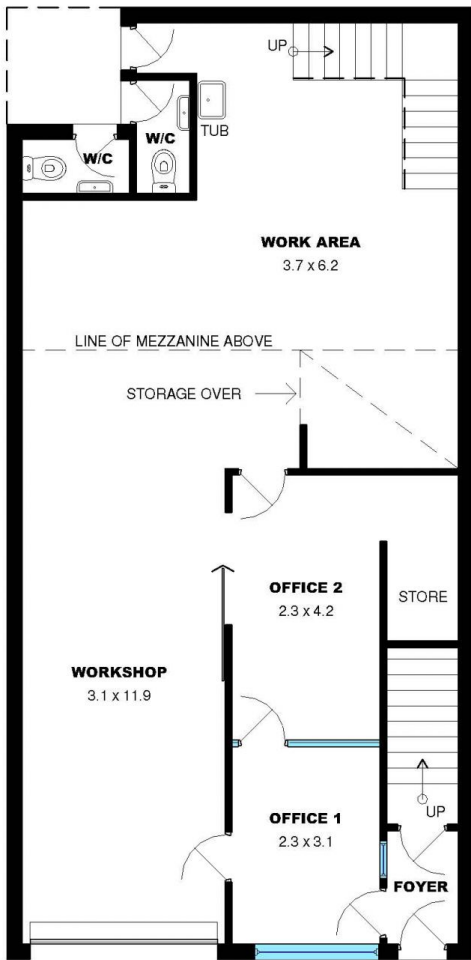 UP
TUB
W/C
W/C
WORK AREA
3.7 x 6.2
LINE OF MEZZANINE ABOVE
STORAGE OVER
OFFICE 2
2.3 x 4.2
STORE
WORKSHOP
3.1 x 11.9
OFFICE 1
2.3 x 3.1
UP
FOYER